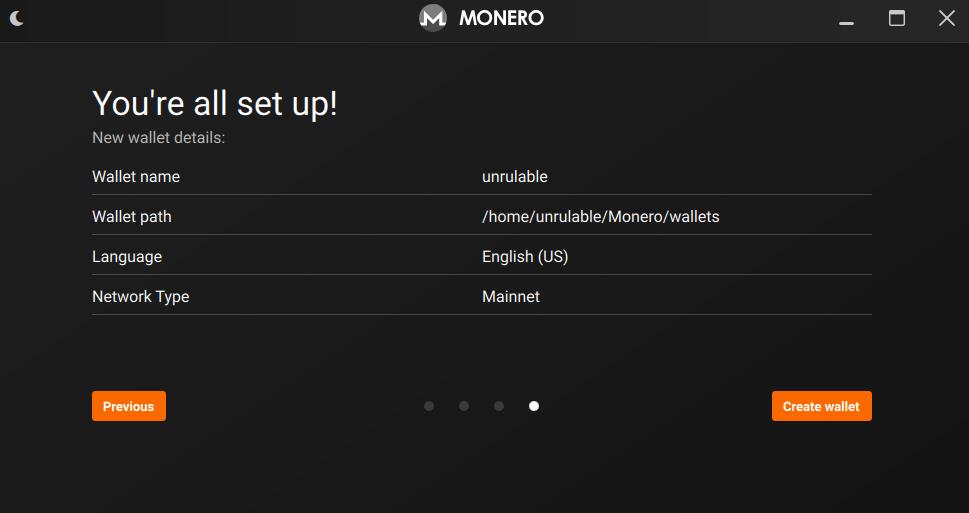 MONERO
You're all set up!
New wallet details:
Wallet name unrulable
Wallet path /home/unrulable/Monero/wallets
Language English (US)
Network Type Mainnet
Previous Create wallet